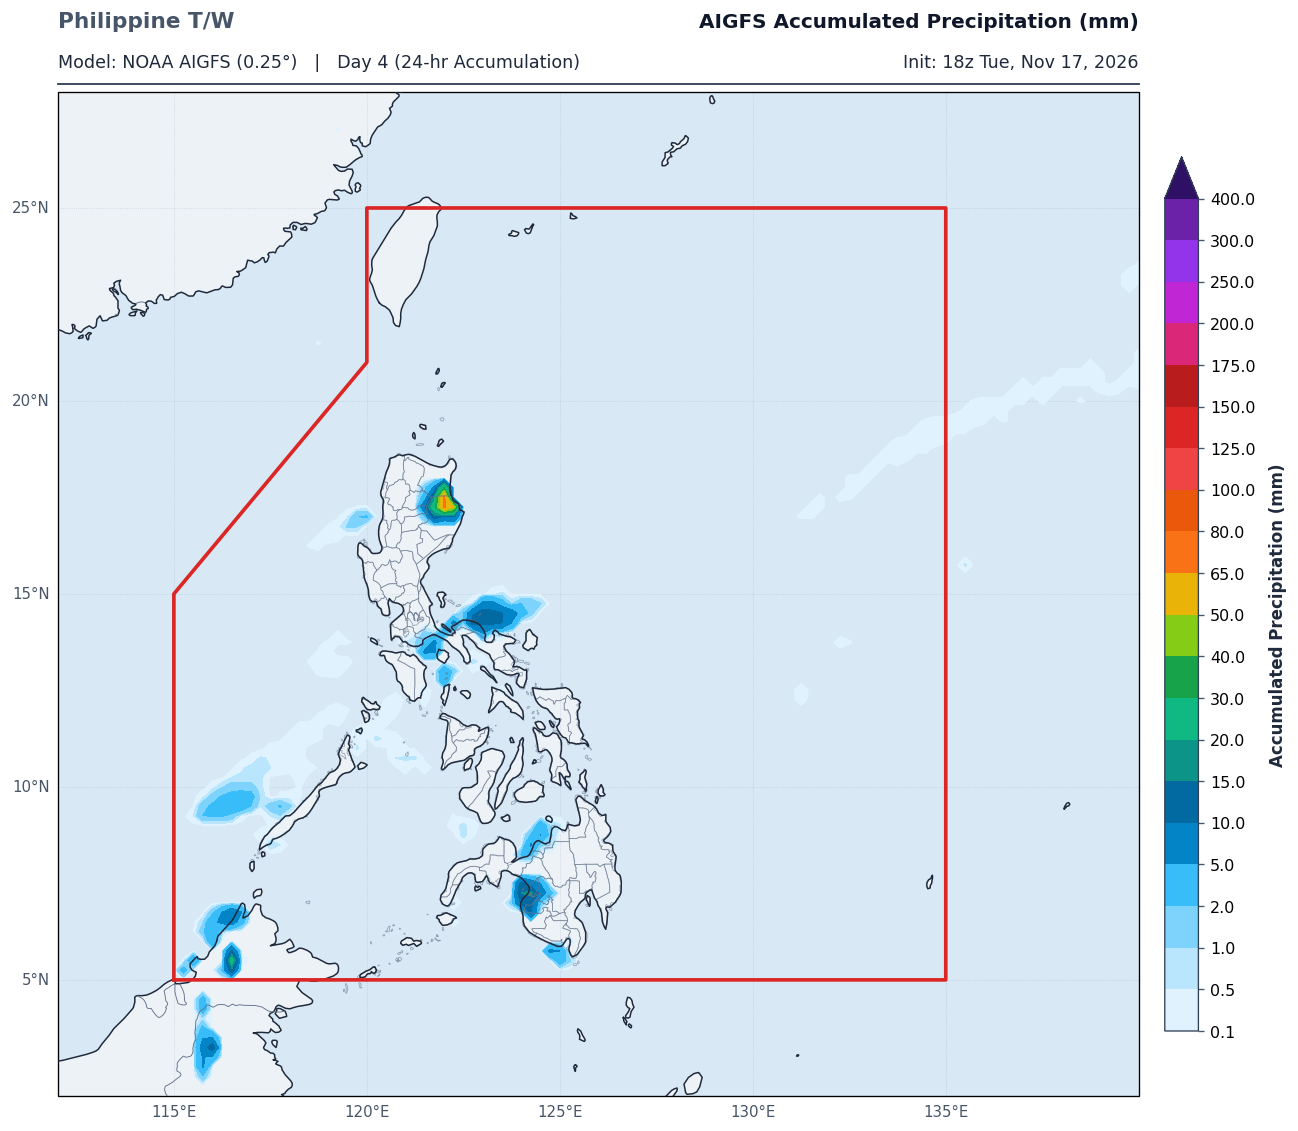 Philippine T/W
AIGFS Accumulated Precipitation (mm)
Model: NOAA AIGFS (0.25°)   |   Day 4 (24-hr Accumulation)
Init: 18z Tue, Nov 17, 2026
25°N
20°N
15°N
10°N
5°N
115°E
120°E
125°E
130°E
135°E
400.0
300.0
250.0
200.0
175.0
150.0
125.0
100.0
80.0
65.0
50.0
40.0
30.0
20.0
15.0
10.0
5.0
2.0
1.0
0.5
0.1
Accumulated Precipitation (mm)